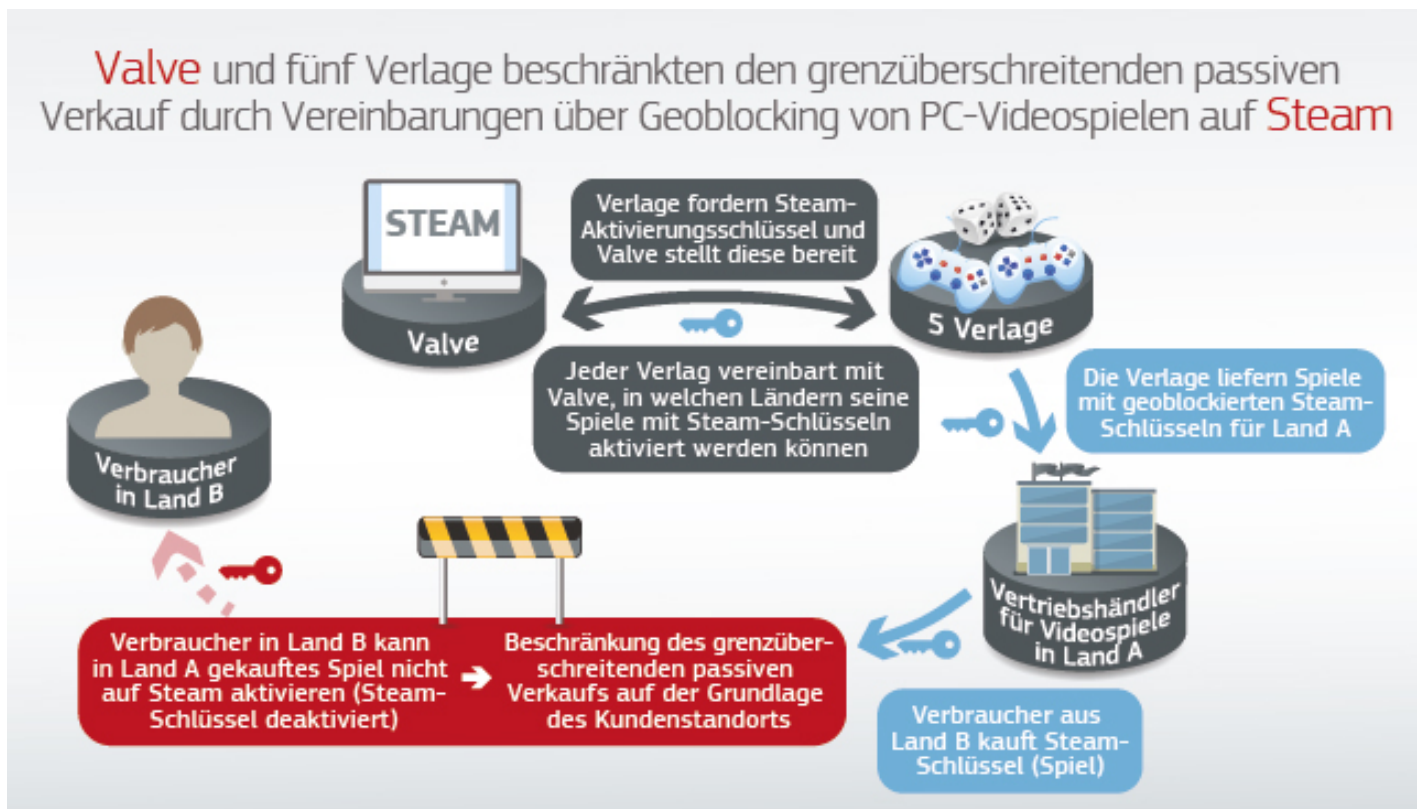 Valve und fünf Verlage beschränkten den grenzüberschreitenden passiven
Verkauf durch Vereinbarungen über Geoblocking von PC-Videospielen auf Steam
STEAM
Valve
Verlage fordern Steam-
Aktivierungsschlüssel und
Valve stellt diese bereit
5 Verlage
Jeder Verlag vereinbart mit
Valve, in welchen Ländern seine
Spiele mit Steam-Schlüsseln
aktiviert werden können
Die Verlage liefern Spiele
mit geoblockierten Steam-
Schlüsseln für Land A
Vertriebshändler
für Videospiele
in Land A
Verbraucher aus
Land B kauft Steam-
Schlüssel (Spiel)
Verbraucher in Land B kann
in Land A gekauftes Spiel nicht
auf Steam aktivieren (Steam-
Schlüssel deaktiviert)
Beschränkung des grenzüber-
schreitenden passiven
Verkaufs auf der Grundlage
des Kundenstandorts
Verbraucher
in Land B